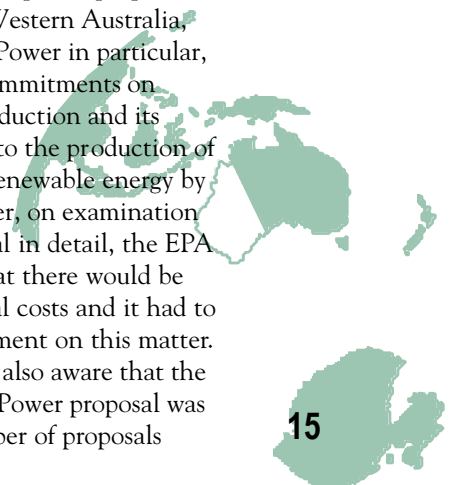 Western Australia,
Power in particular,
mmitments on
duction and its
to the production of
enewable energy by
er, on examination
al in detail, the EPA
at there would be
il costs and it had to
ment on this matter.
also aware that the
Power proposal was
ber of proposals
15